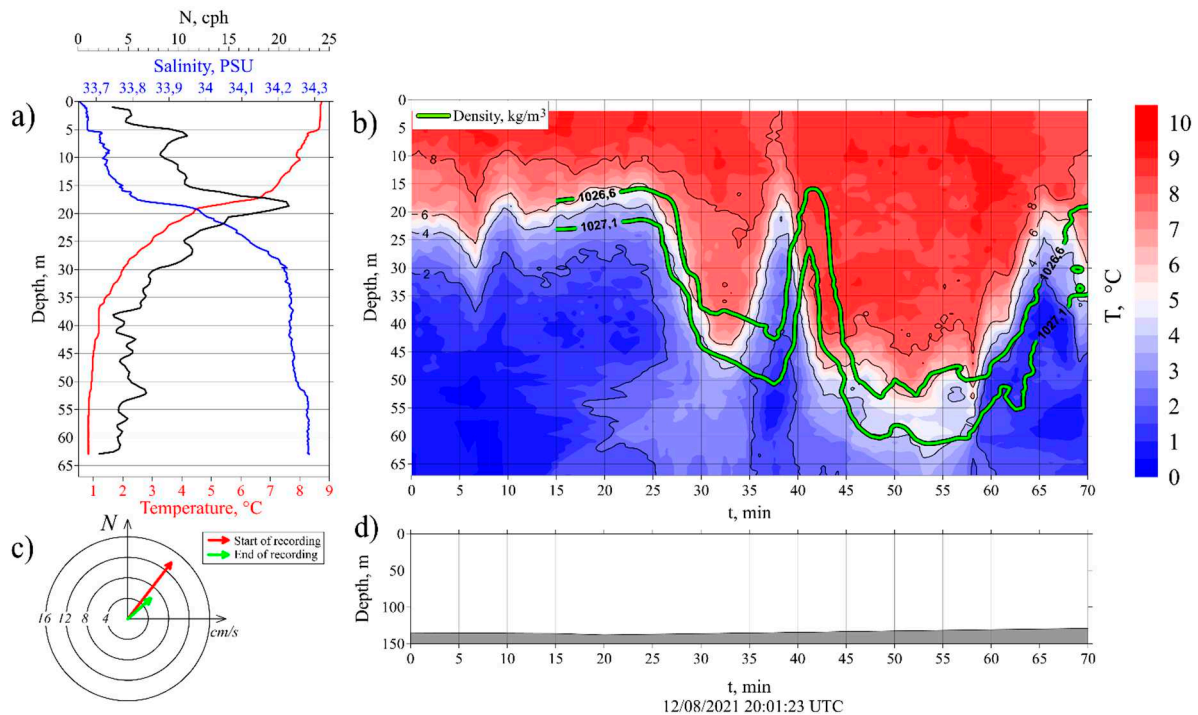 N, cph
0 5 10 15 20 25
Salinity, PSU
33,7 33,8 33,9 34 34,1 34,2 34,3
a)
Depth, m
0
5
10
15
20
25
30
35
40
45
50
55
60
65
1 2 3 4 5 6 7 8 9
Temperature, °C
b)
Density, kg/m³
Depth, m
0
10
20
25
30
35
40
45
50
55
60
65
8
6
4
2
1026,6
1027,1
8
6
4
1026,6
1027,1
0 5 10 15 20 25 30 35 40 45 50 55 60 65 70
t, min
T, °C
10
9
8
7
6
5
4
3
2
1
0
c)
N
Start of recording
End of recording
16 12 8 4
cm/s
d)
Depth, m
0
50
100
150
0 5 10 15 20 25 30 35 40 45 50 55 60 65 70
t, min
12/08/2021 20:01:23 UTC